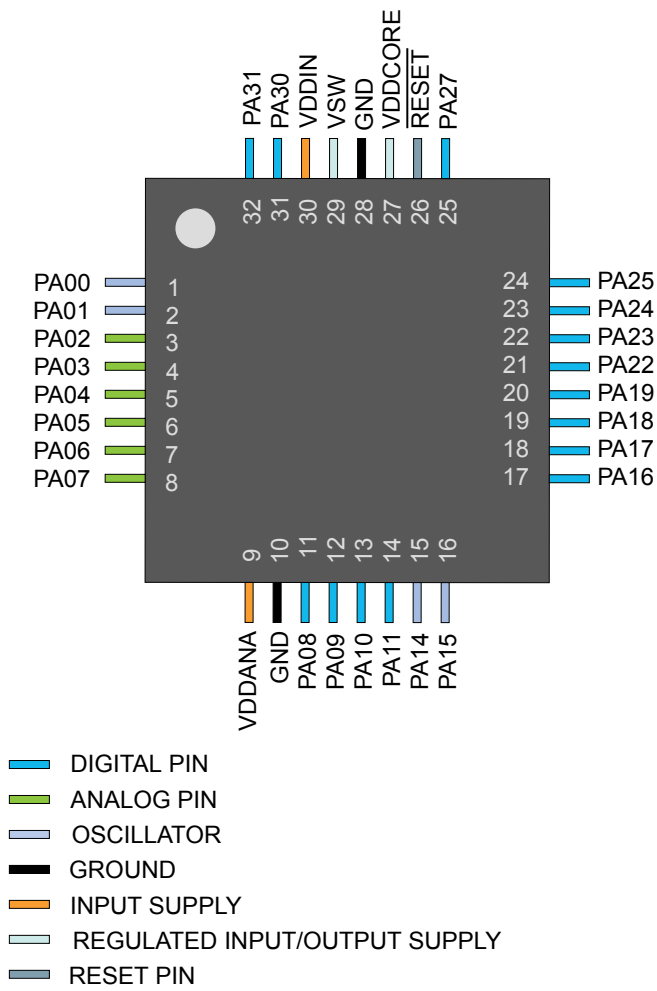 PA31
PA30
VDDIN
VSW
GND
VDDCORE
RESET
PA27
32
31
30
29
28
27
26
25
PA00 1
PA01 2
PA02 3
PA03 4
PA04 5
PA05 6
PA06 7
PA07 8
24 PA25
23 PA24
22 PA23
21 PA22
20 PA19
19 PA18
18 PA17
17 PA16
9
10
11
12
13
14
15
16
VDDANA
GND
PA08
PA09
PA10
PA11
PA14
PA15
DIGITAL PIN
ANALOG PIN
OSCILLATOR
GROUND
INPUT SUPPLY
REGULATED INPUT/OUTPUT SUPPLY
RESET PIN